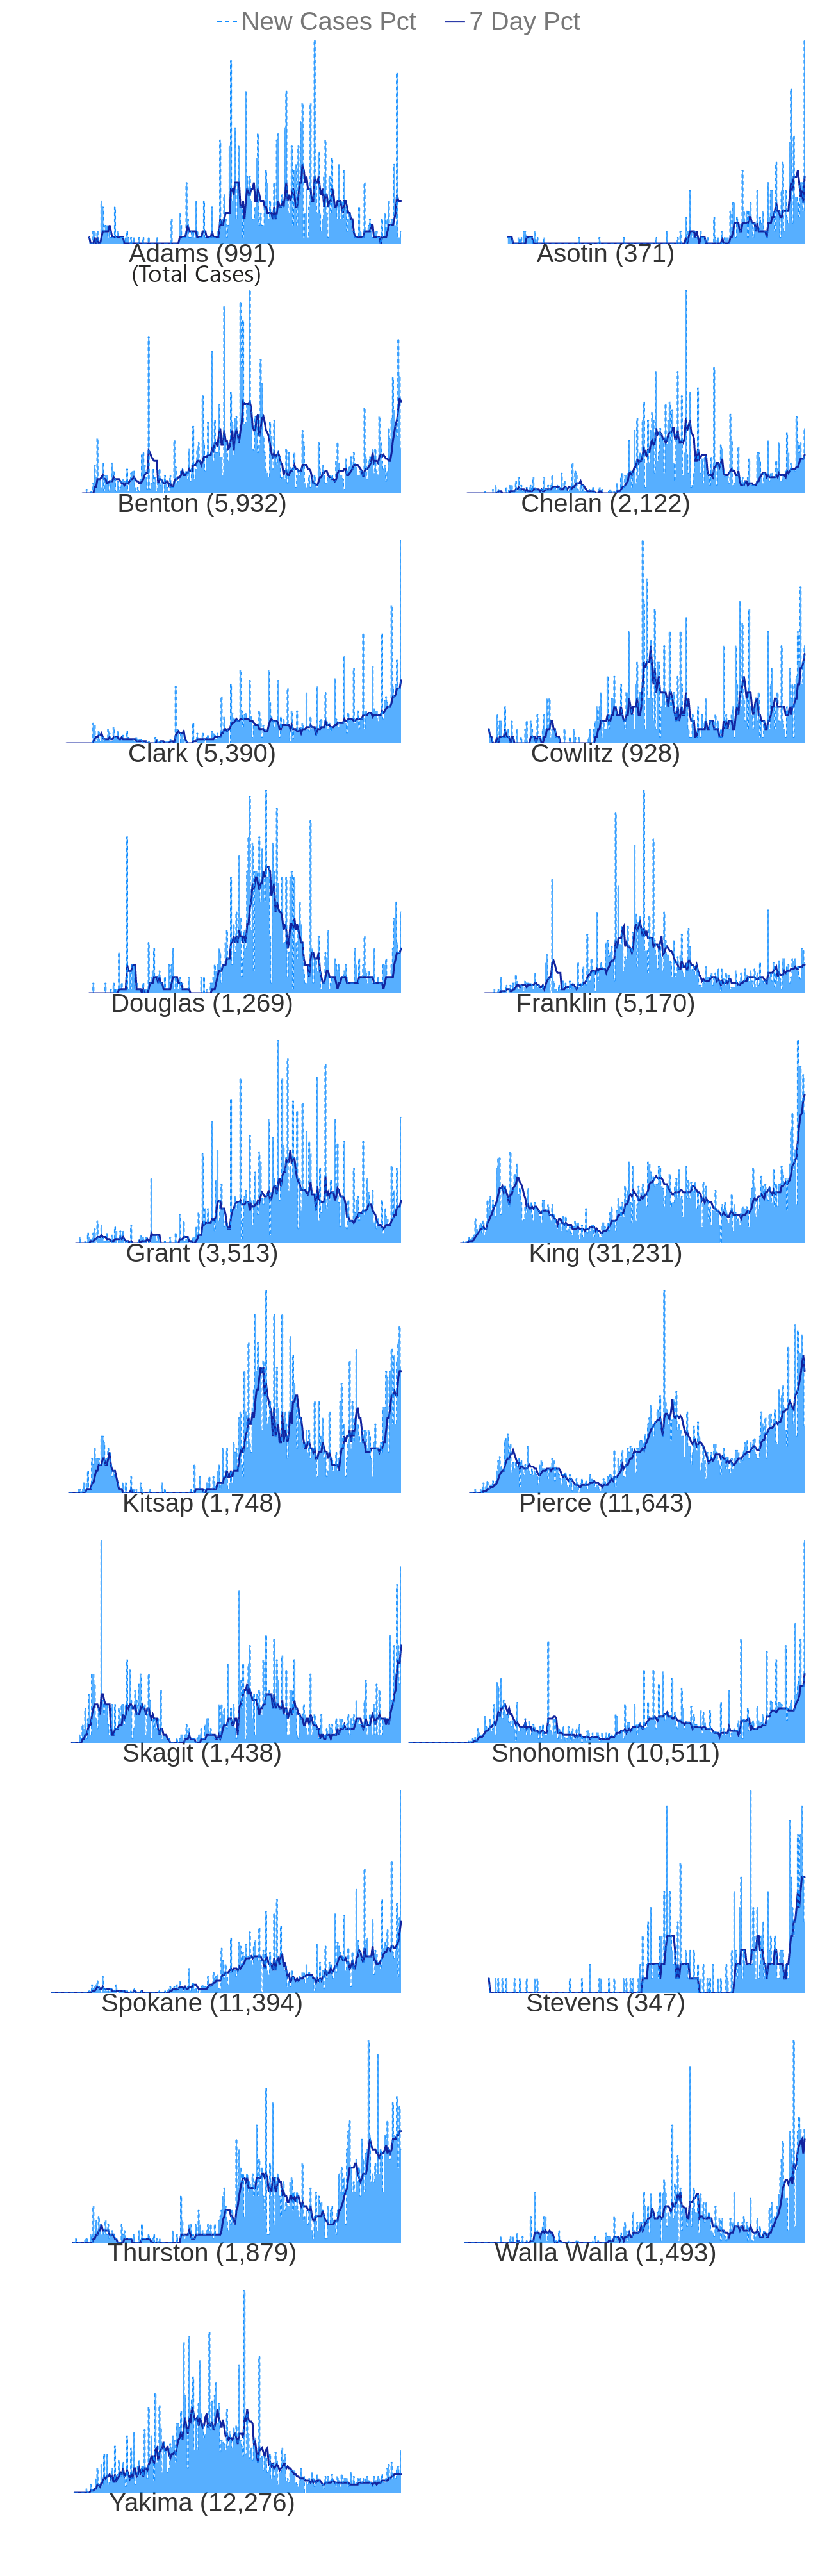 New Cases Pct 7 Day Pct
Adams (991) Asotin (371)
(Total Cases)
Benton (5,932) Chelan (2,122)
Clark (5,390) Cowlitz (928)
Douglas (1,269) Franklin (5,170)
Grant (3,513) King (31,231)
Kitsap (1,748) Pierce (11,643)
Skagit (1,438) Snohomish (10,511)
Spokane (11,394) Stevens (347)
Thurston (1,879) Walla Walla (1,493)
Yakima (12,276)